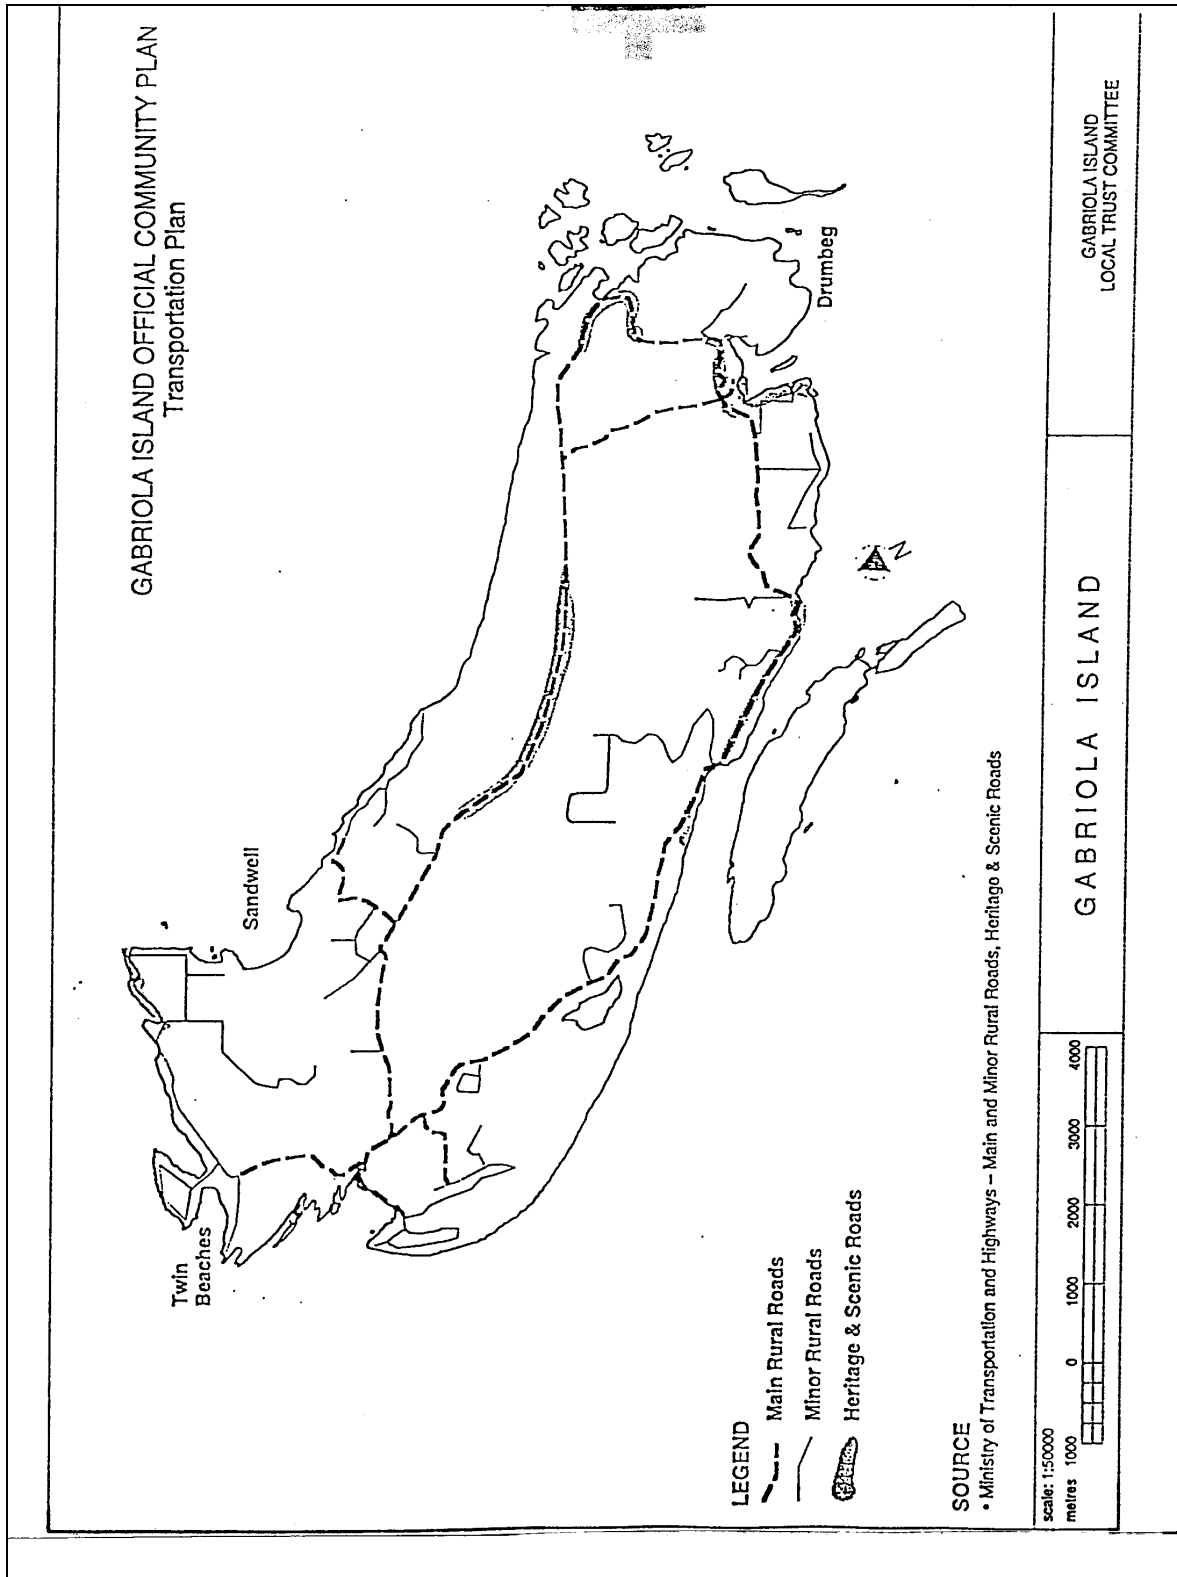 GABRIOLA ISLAND OFFICIAL COMMUNITY PLAN
Transportation Plan
Sandwell
Twin
Beaches
Drumbeg
N
LEGEND
Main Rural Roads
Minor Rural Roads
Heritage & Scenic Roads
SOURCE
• Ministry of Transportation and Highways – Main and Minor Rural Roads, Heritage & Scenic Roads
scale: 1:50000
metres 1000 0 1000 2000 3000 4000
GABRIOLA ISLAND
GABRIOLA ISLAND
LOCAL TRUST COMMITTEE